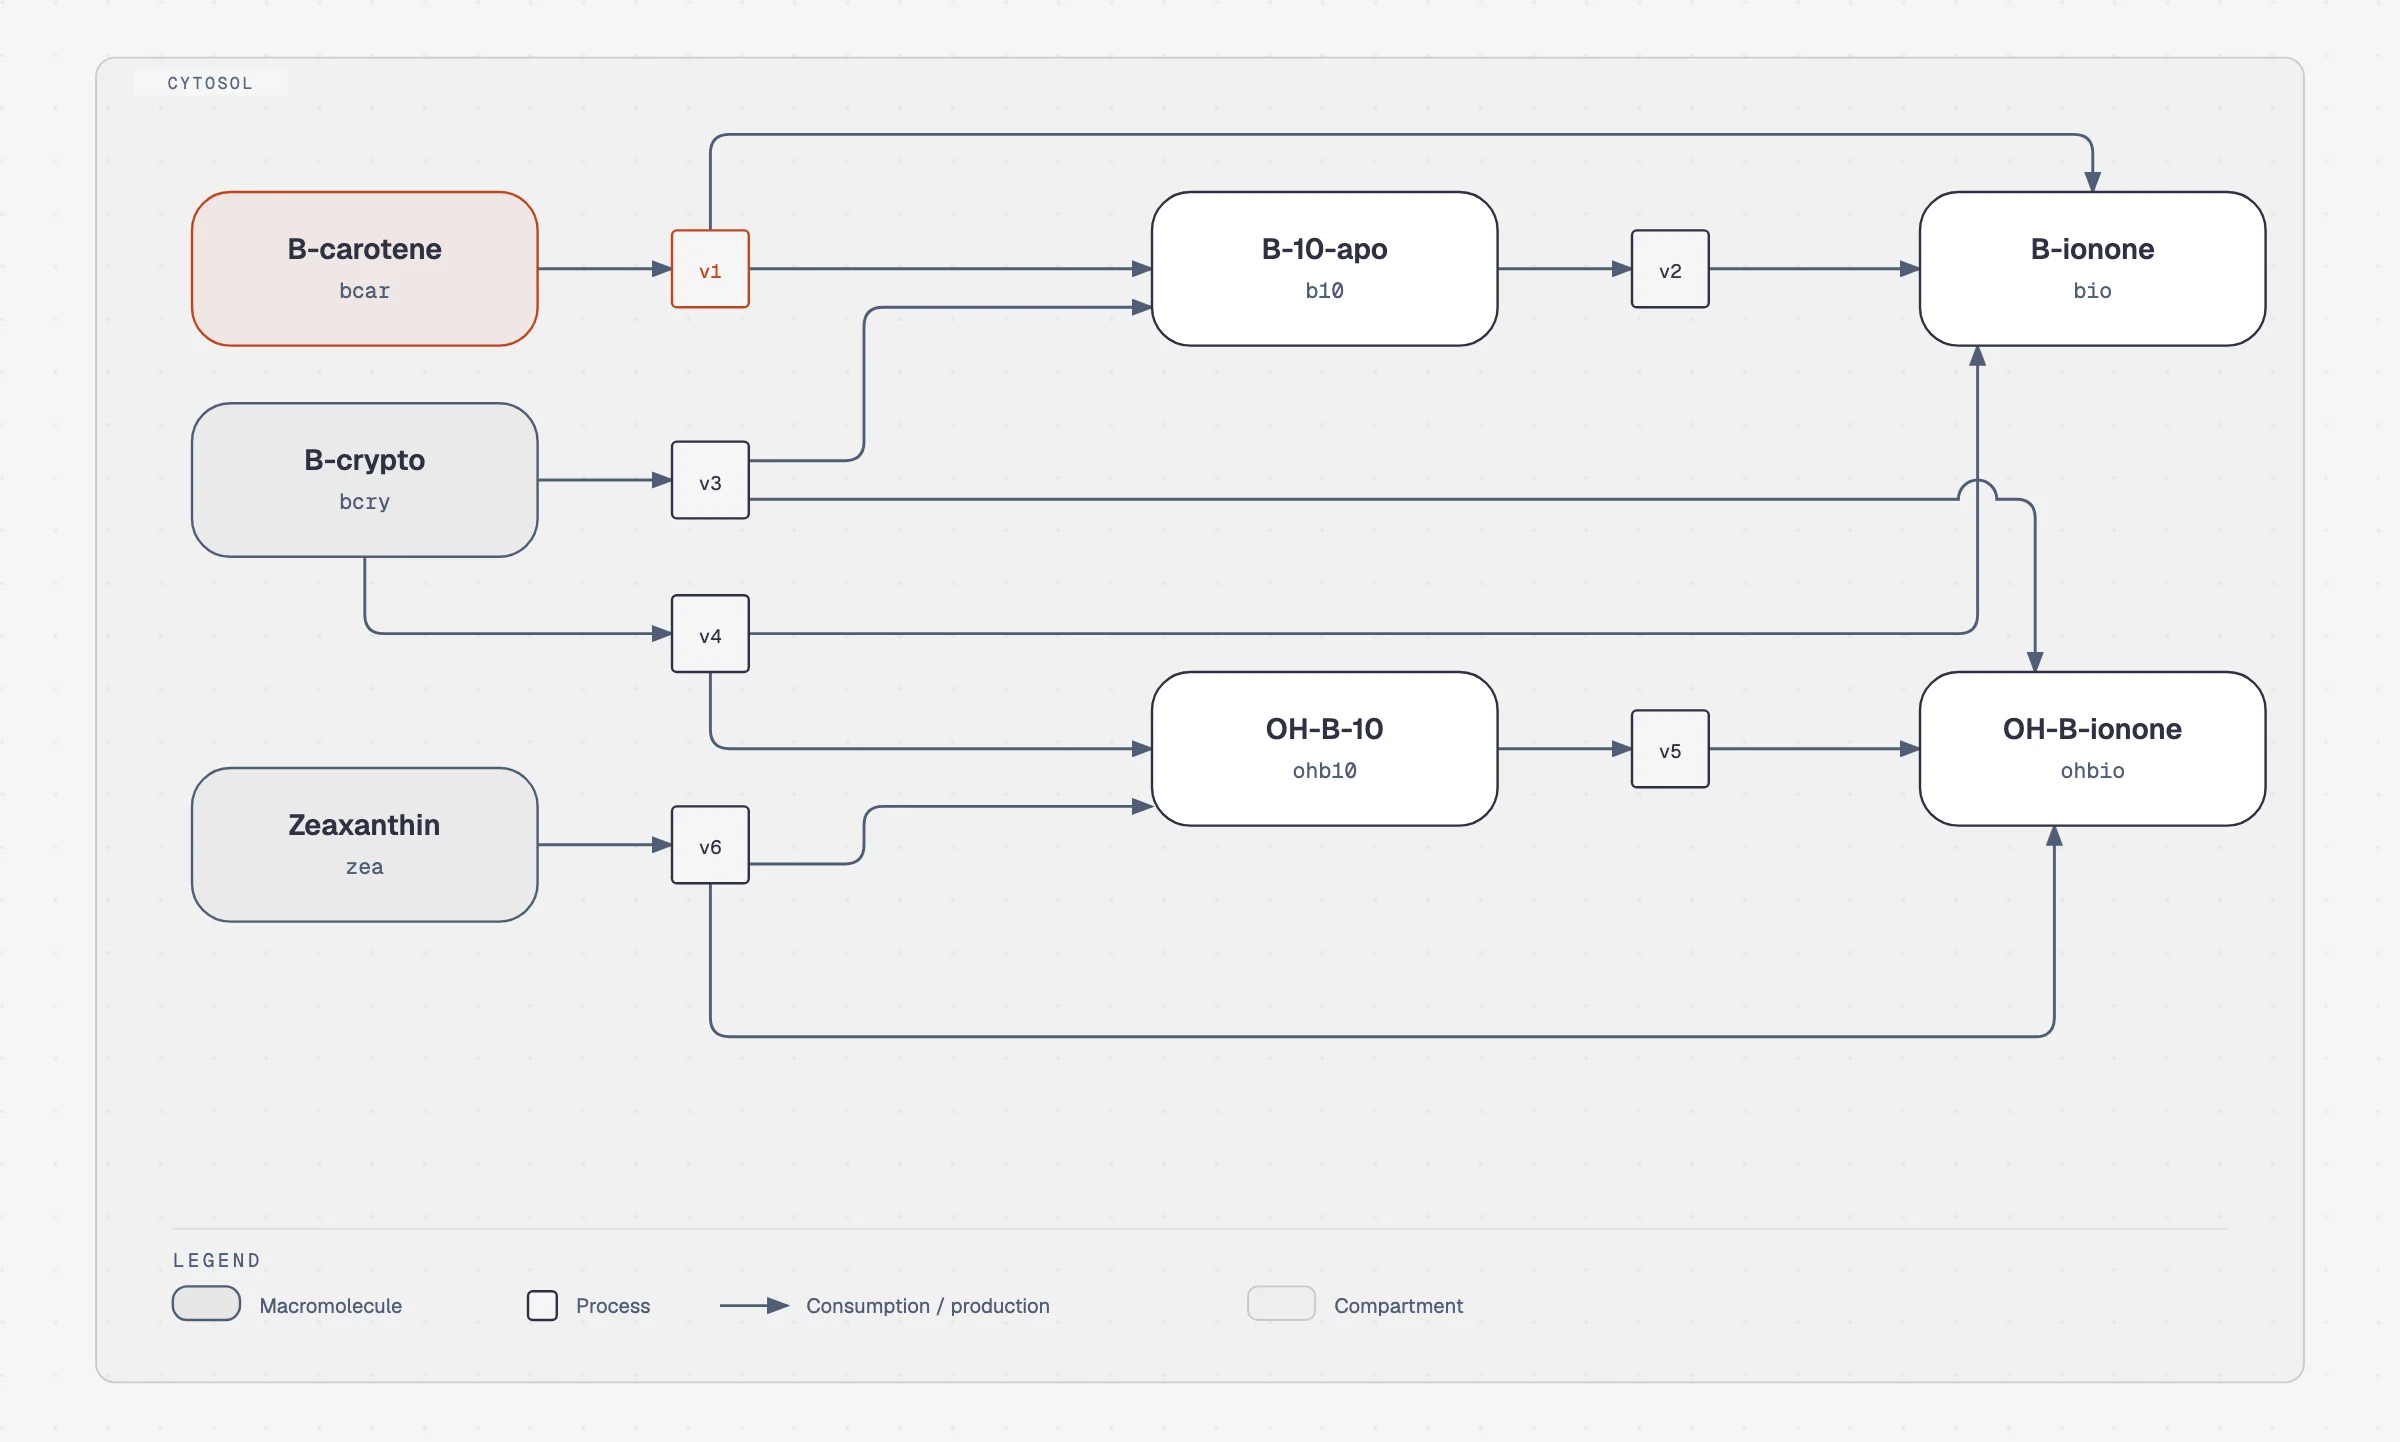 CYTOSOL
B-carotene
bcar
v1
B-10-apo
b10
v2
B-ionone
bio
B-crypto
bcry
v3
v4
OH-B-10
ohb10
v5
OH-B-ionone
ohbio
Zeaxanthin
zea
v6
LEGEND
Macromolecule
Process
Consumption / production
Compartment